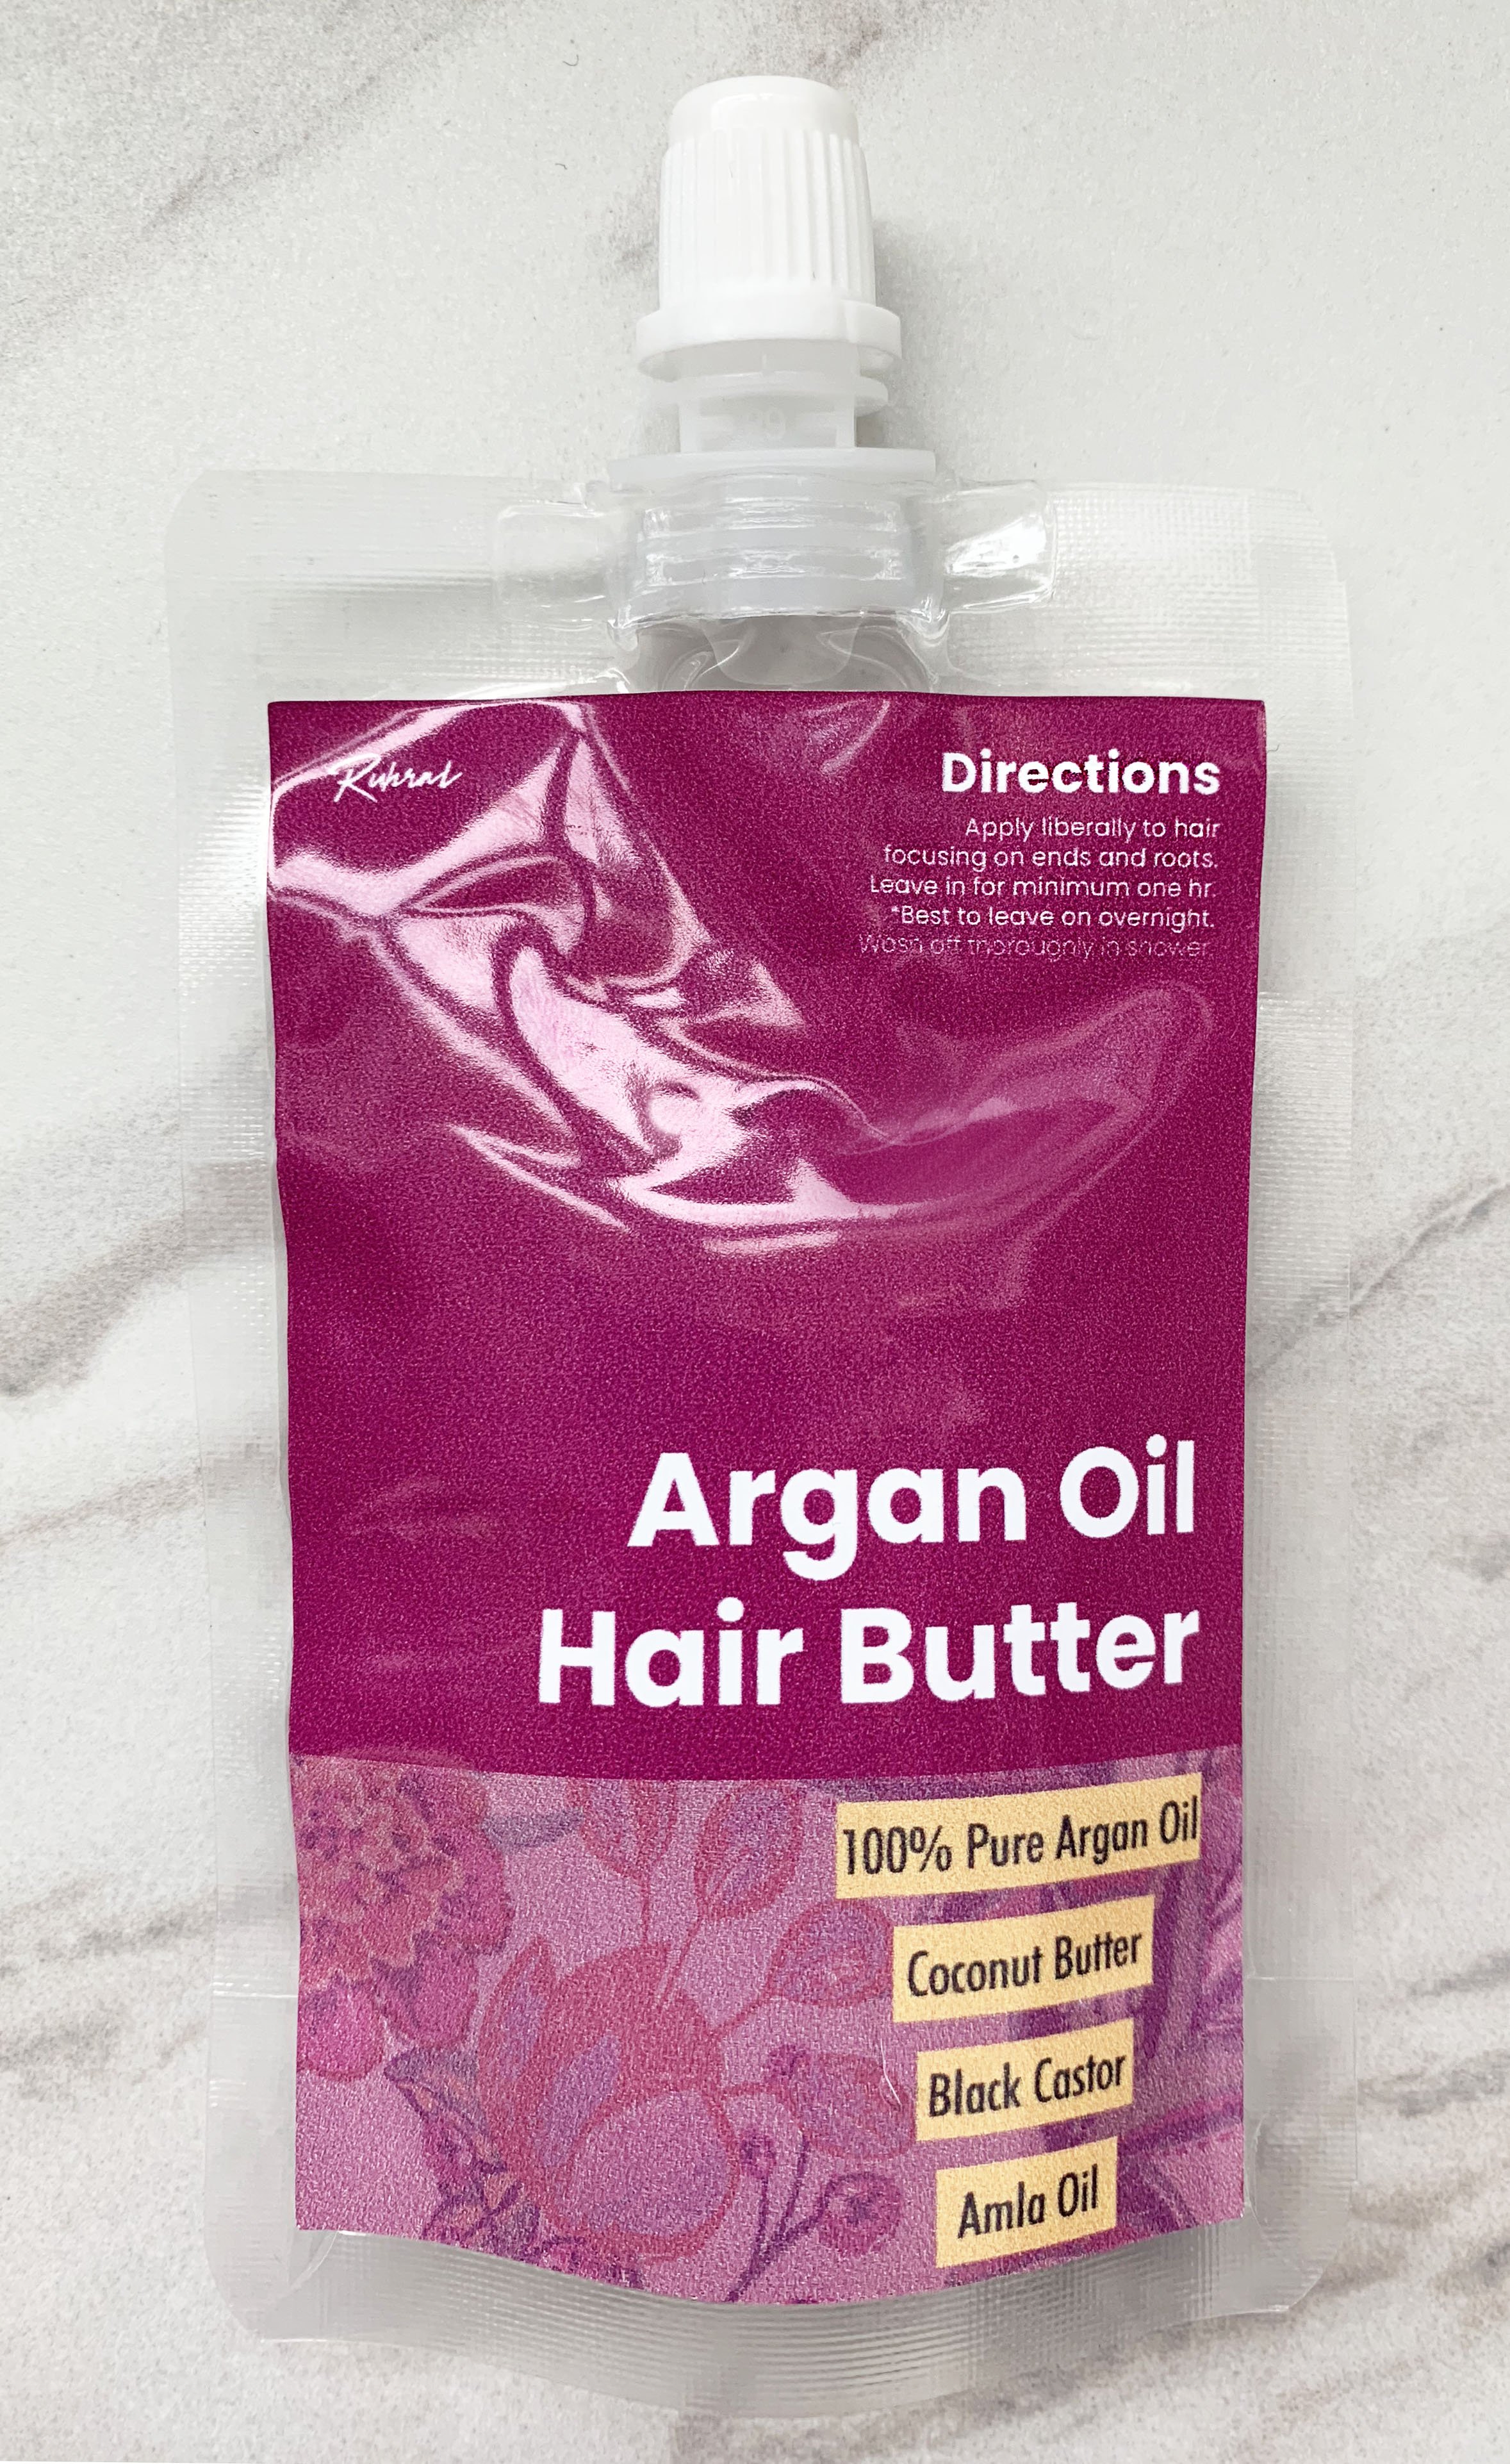 Ruhral
Directions
Apply liberally to hair
focusing on ends and roots.
Leave in for minimum one hr.
*Best to leave on overnight.
Wash off thoroughly in shower.
Argan Oil
Hair Butter
100% Pure Argan Oil
Coconut Butter
Black Castor
Amla Oil